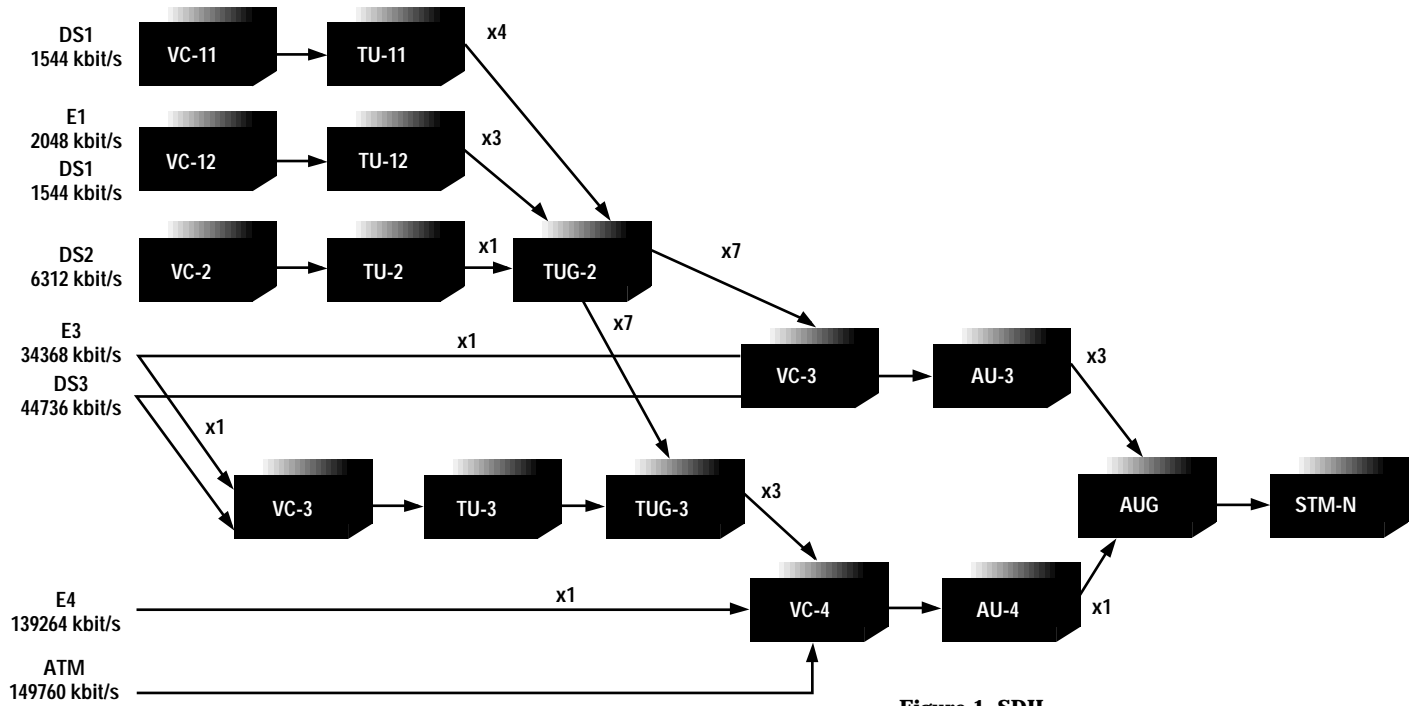 DS1
1544 kbit/s
VC-11
TU-11
x4
E1
2048 kbit/s
DS1
1544 kbit/s
VC-12
TU-12
x3
DS2
6312 kbit/s
VC-2
TU-2
x1
TUG-2
x7
x7
E3
34368 kbit/s
x1
DS3
44736 kbit/s
VC-3
AU-3
x3
x1
VC-3
TU-3
TUG-3
x3
AUG
STM-N
E4
139264 kbit/s
x1
VC-4
AU-4
x1
ATM
149760 kbit/s
Figure 1. SDH